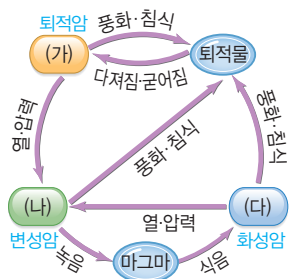 퇴적암
풍화·침식
(가)
퇴적물
다져짐·굳어짐
열·압력
풍화·침식
풍화·침식
(나)
열·압력
(다)
변성암
화성암
녹음
마그마
식음